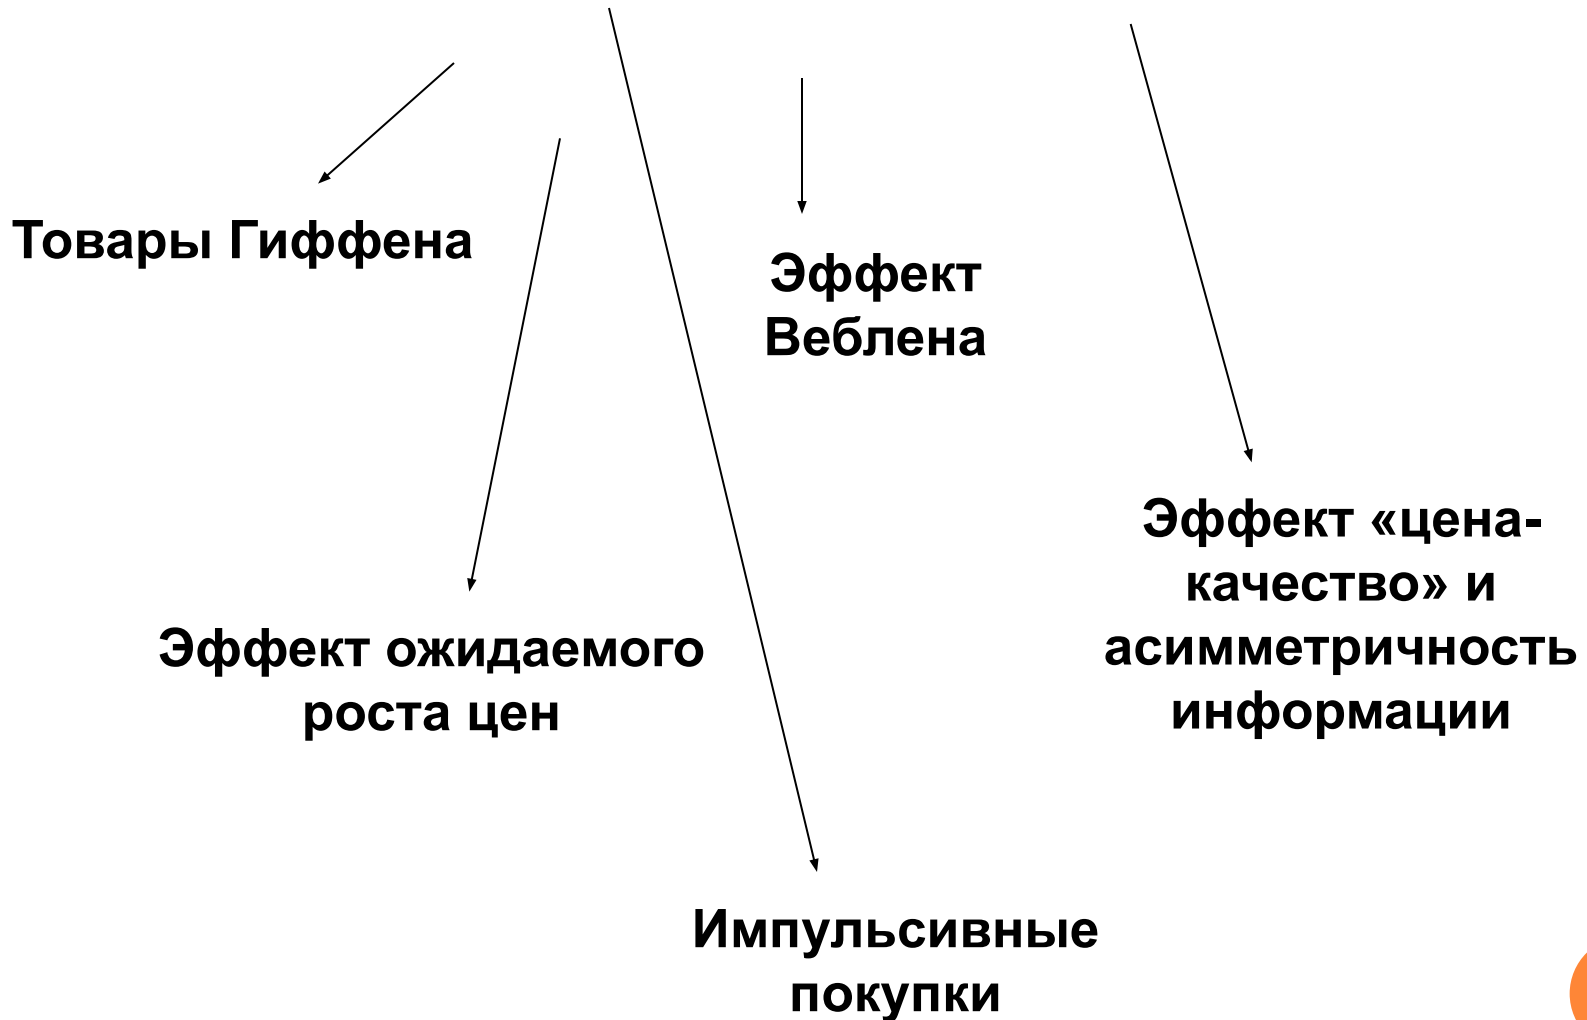 Товары Гиффена
Эффект
Веблена
Эффект «цена-
качество» и
асимметричность
информации
Эффект ожидаемого
роста цен
Импульсивные
покупки